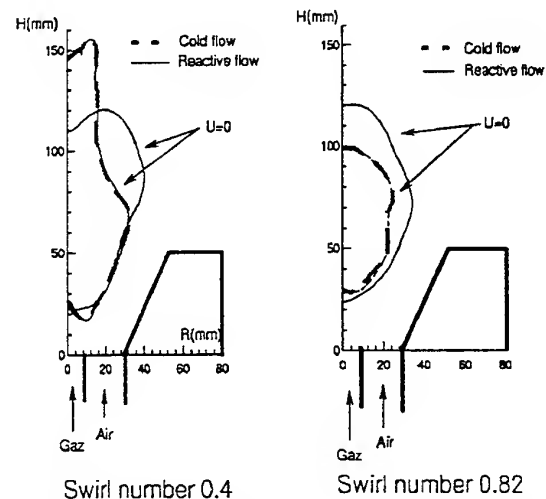 H(mm)
150
100
50
0
Cold flow
Reactive flow
U=0
R(mm)
0 20 40 60 80
Gaz
Air
Swirl number 0.4
H(mm)
150
100
50
0
Cold flow
Reactive flow
U=0
0 20 40 60 80
Gaz
Air
Swirl number 0.82